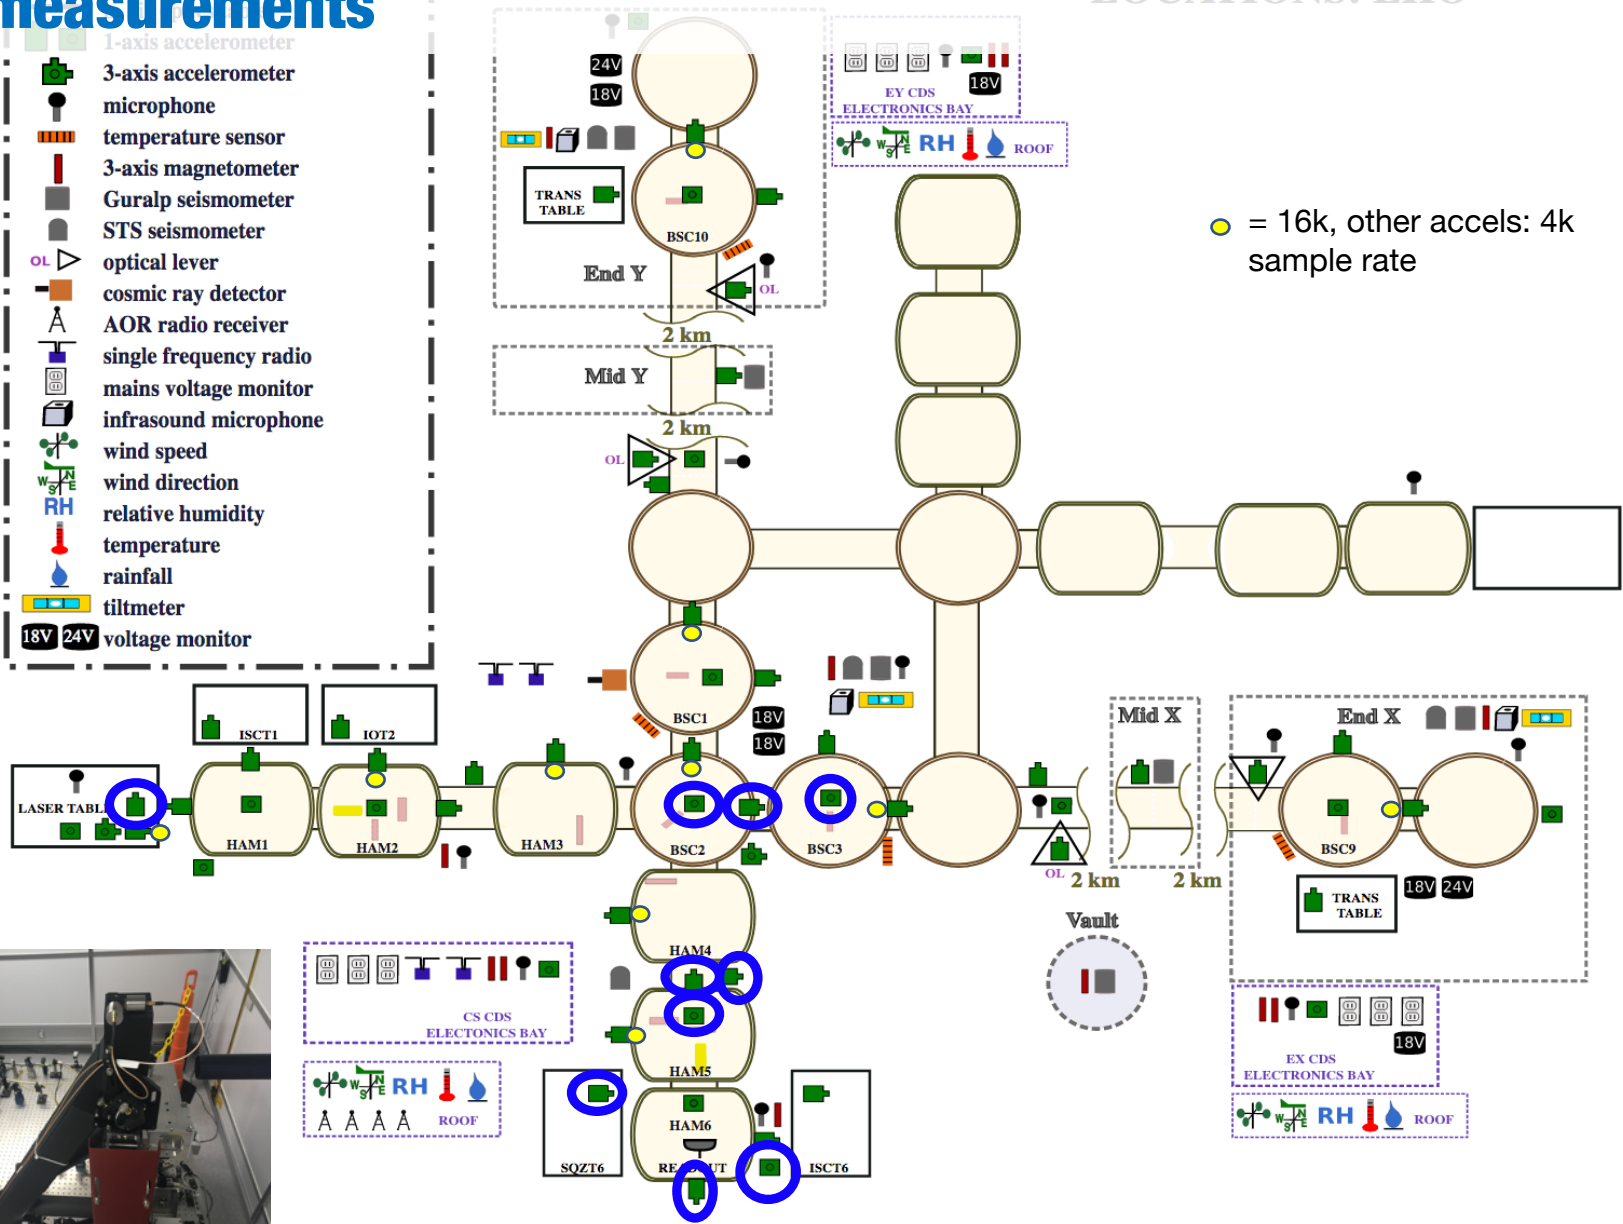 measurements
LOCATIONS: LHO
1-axis accelerometer
3-axis accelerometer
microphone
temperature sensor
3-axis magnetometer
Guralp seismometer
STS seismometer
OL optical lever
cosmic ray detector
AOR radio receiver
single frequency radio
mains voltage monitor
infrasound microphone
wind speed
W N S E wind direction
RH relative humidity
temperature
rainfall
tiltmeter
18V 24V voltage monitor
24V
18V
TRANS
TABLE
BSC10
End Y
OL
2 km
Mid Y
2 km
OL
18V
EY CDS
ELECTRONICS BAY
W N S E RH ROOF
= 16k, other accels: 4k
sample rate
BSC1
18V
18V
ISCT1
IOT2
LASER TABLE
HAM1
HAM2
HAM3
BSC2
BSC3
OL
2 km
Mid X
2 km
End X
BSC9
TRANS
TABLE
18V 24V
Vault
HAM4
HAM5
HAM6
READOUT
SQZT6
ISCT6
CS CDS
ELECTONICS BAY
W N S E RH
ROOF
18V
EX CDS
ELECTRONICS BAY
W N S E RH ROOF